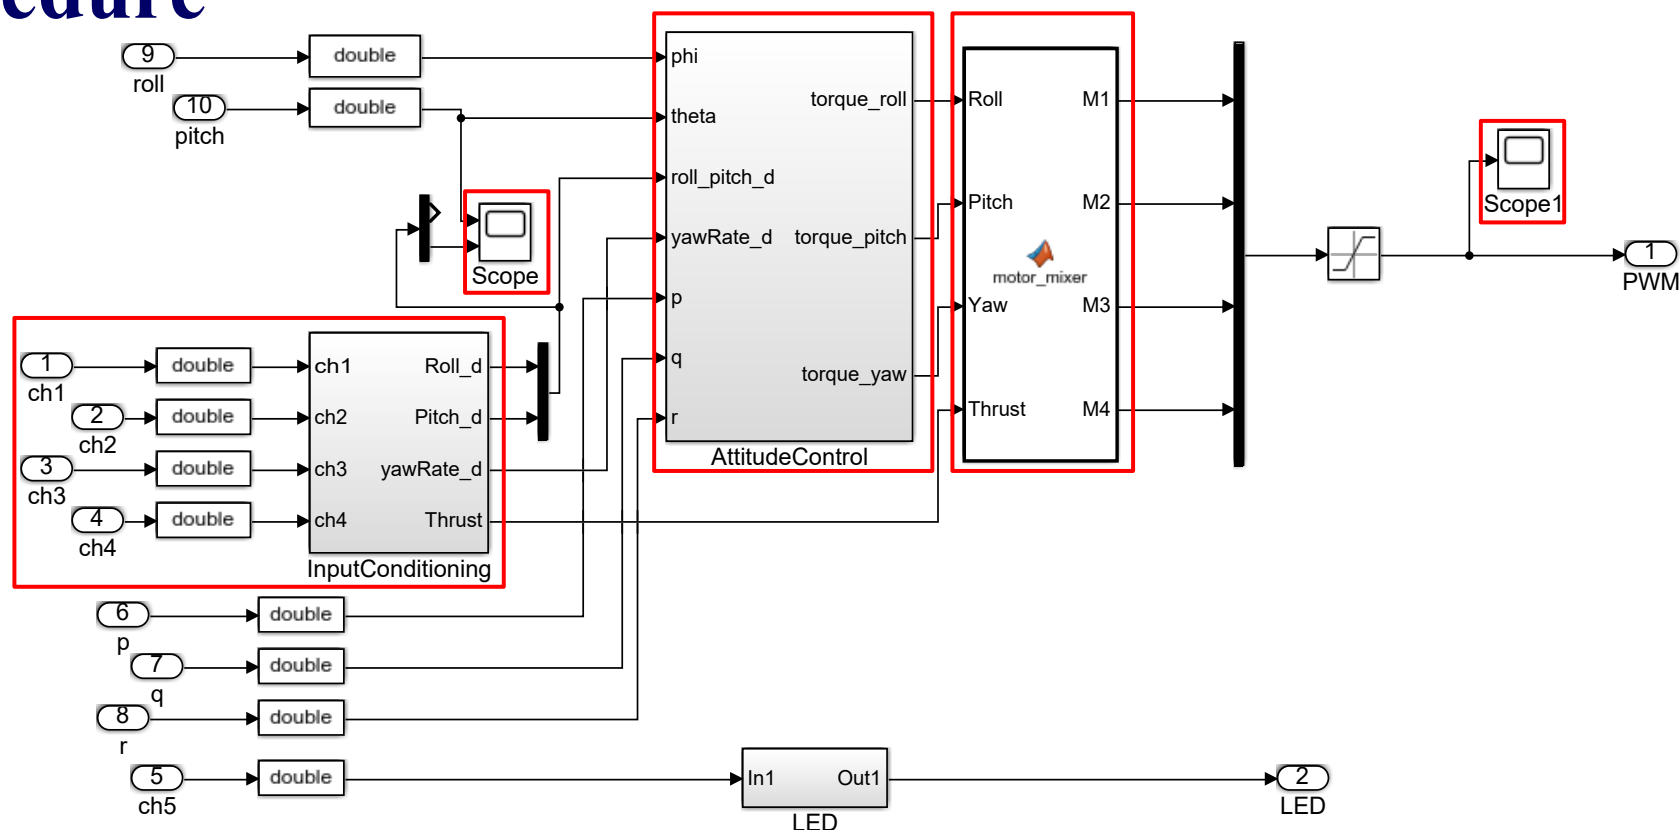 edure
9
roll
double
10
pitch
double
phi
theta
roll_pitch_d
yawRate_d
p
q
r
torque_roll
torque_pitch
torque_yaw
AttitudeControl
Roll
Pitch
Yaw
Thrust
motor_mixer
M1
M2
M3
M4
Scope1
1
PWM
Scope
1
ch1
double
2
ch2
double
3
ch3
double
4
ch4
double
ch1
ch2
ch3
ch4
Roll_d
Pitch_d
yawRate_d
Thrust
InputConditioning
6
p
double
7
q
double
8
r
double
5
ch5
double
In1
Out1
LED
2
LED